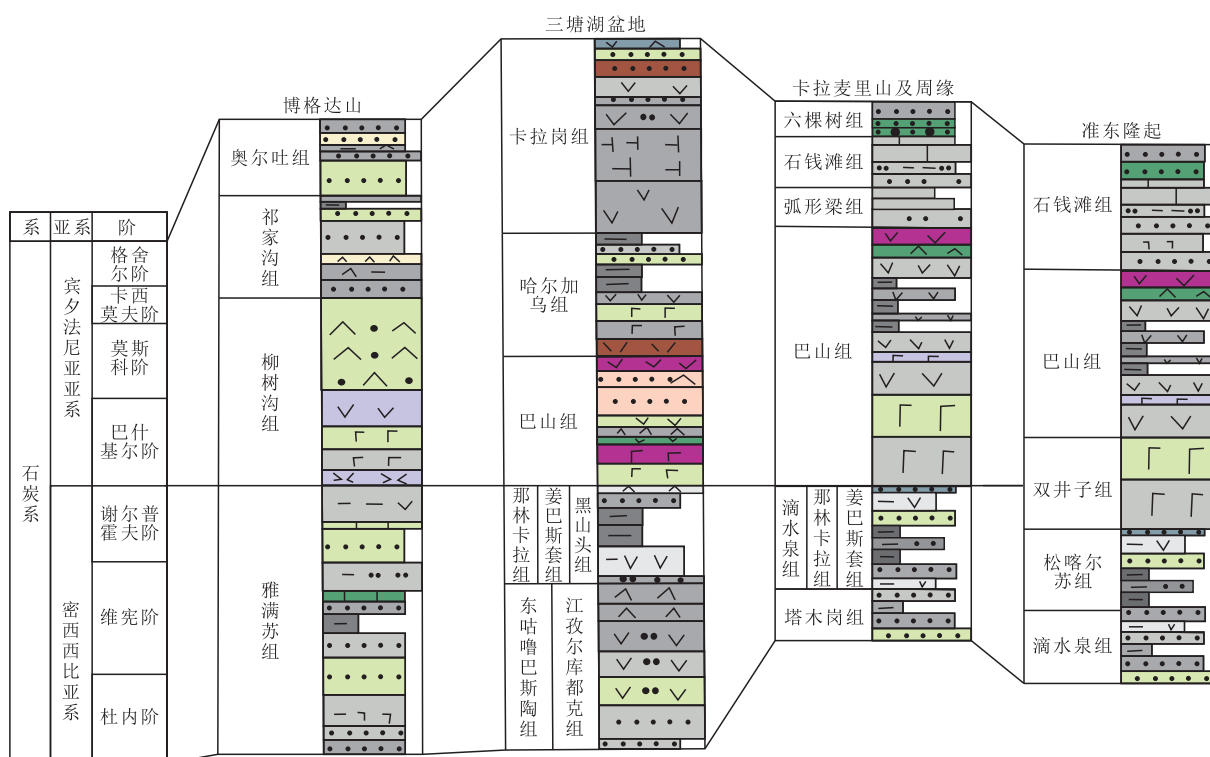 三塘湖盆地
卡拉麦里山及周缘
博格达山
准东隆起
系
亚系
阶
石炭系
宾夕法尼亚亚系
密西西比亚系
格舍
尔阶
卡西
莫夫阶
莫斯
科阶
巴什
基尔阶
谢尔普
霍夫阶
维宪阶
杜内阶
奥尔吐组
祁家沟组
柳树沟组
雅满苏组
卡拉岗组
哈尔加
乌组
巴山组
那林卡拉组
姜巴斯套组
黑山头组
东咕噜巴斯陶组
江孜尔库都克组
六棵树组
石钱滩组
弧形梁组
巴山组
滴水泉组
那林卡拉组
姜巴斯套组
塔木岗组
石钱滩组
巴山组
双井子组
松喀尔
苏组
滴水泉组